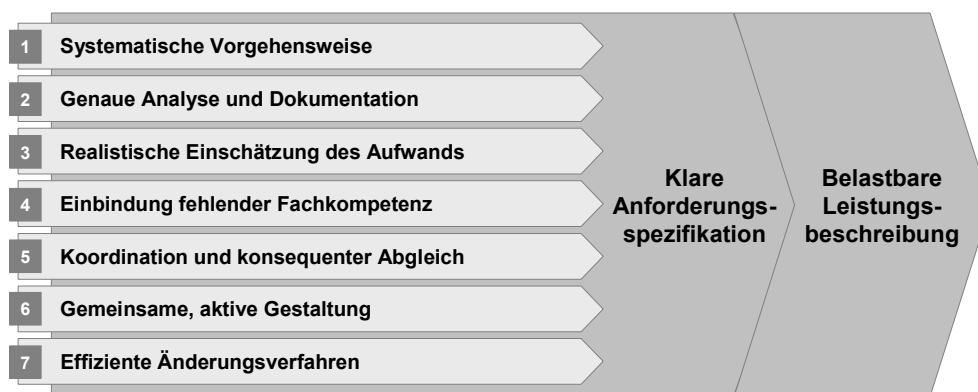 1 Systematische Vorgehensweise
2 Genaue Analyse und Dokumentation
3 Realistische Einschätzung des Aufwands
4 Einbindung fehlender Fachkompetenz
5 Koordination und konsequenter Abgleich
6 Gemeinsame, aktive Gestaltung
7 Effiziente Änderungsverfahren
Klare
Anforderungs-
spezifikation
Belastbare
Leistungs-
beschreibung